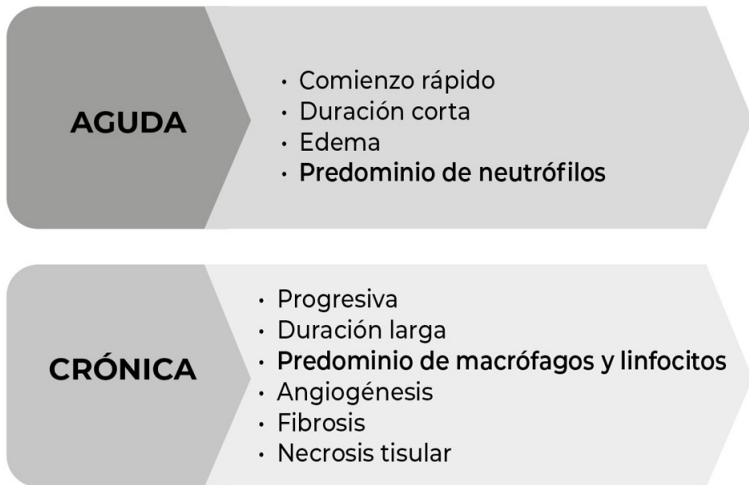 AGUDA
• Comienzo rápido
• Duración corta
• Edema
• Predominio de neutrófilos
CRÓNICA
• Progresiva
• Duración larga
• Predominio de macrófagos y linfocitos
• Angiogénesis
• Fibrosis
• Necrosis tisular